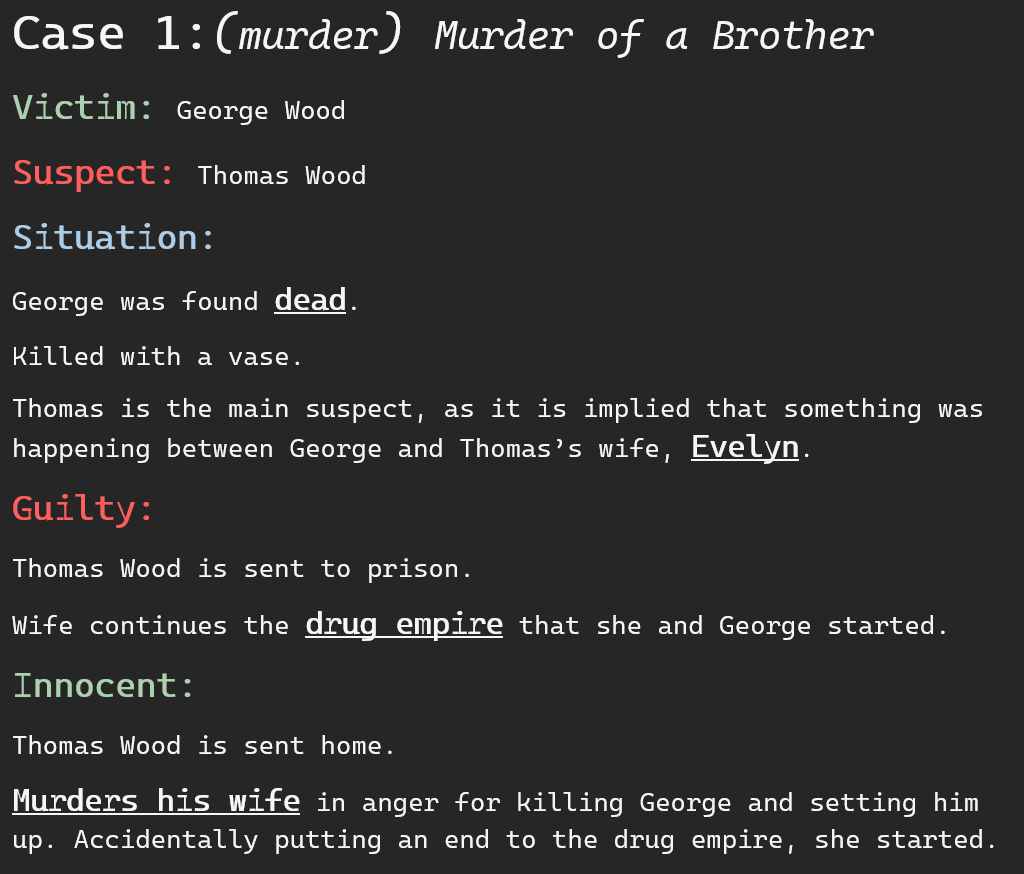 Case 1:(murder) Murder of a Brother
Victim: George Wood
Suspect: Thomas Wood
Situation:
George was found dead.
Killed with a vase.
Thomas is the main suspect, as it is implied that something was
happening between George and Thomas’s wife, Evelyn.
Guilty:
Thomas Wood is sent to prison.
Wife continues the drug empire that she and George started.
Innocent:
Thomas Wood is sent home.
Murders his wife in anger for killing George and setting him
up. Accidentally putting an end to the drug empire, she started.